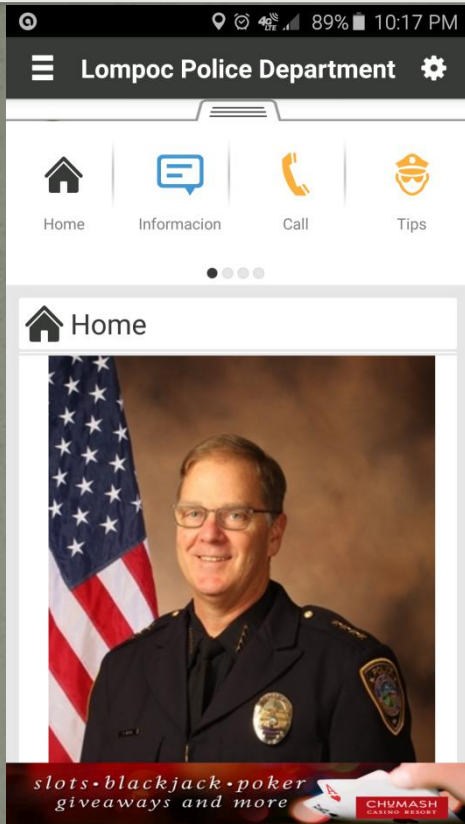 89% 10:17 PM
Lompoc Police Department
Home
Informacion
Call
Tips
Home
POLICE
slots•blackjack•poker
giveaways and more
A
CHUMASH
CASINO RESORT